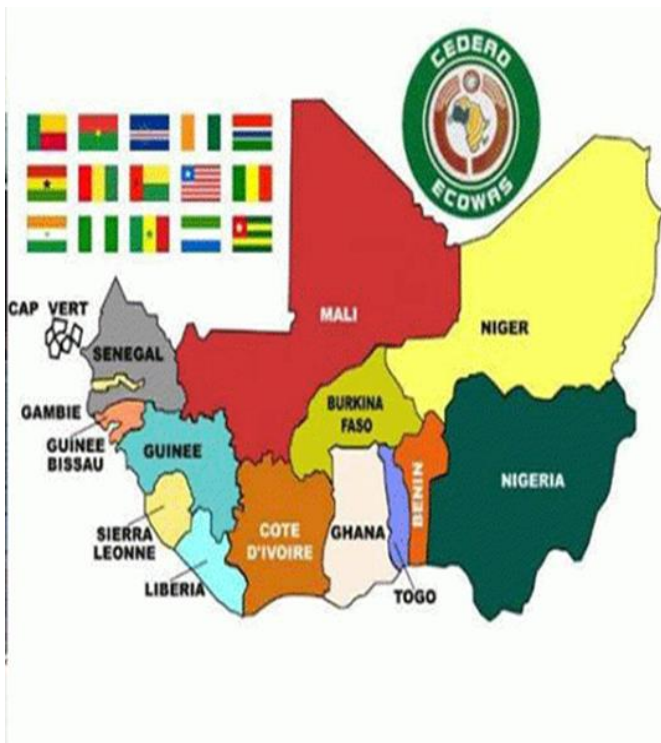 CEDEAO
ECOWAS
MALI
NIGER
CAP VERT
SENEGAL
GAMBIE
GUINEE
BISSAU
GUINEE
BURKINA
FASO
NIGERIA
BENIN
SIERRA
LEONNE
COTE
D'IVOIRE
GHANA
LIBERIA
TOGO